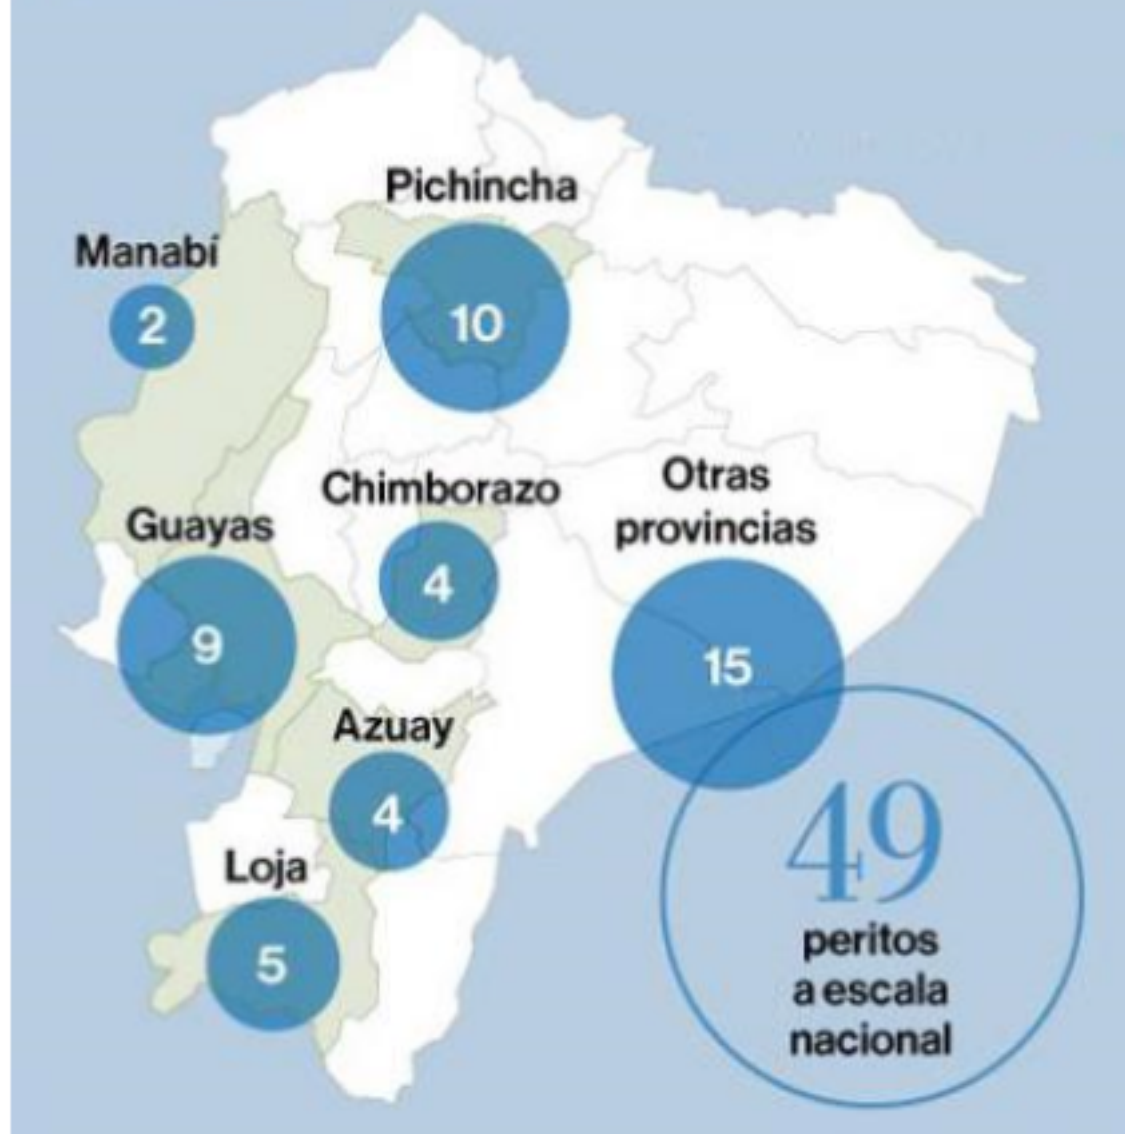 Pichincha
10
Manabí
2
Chimborazo
4
Otras
provincias
15
Guayas
9
Azuay
4
Loja
5
49
peritos
a escala
nacional